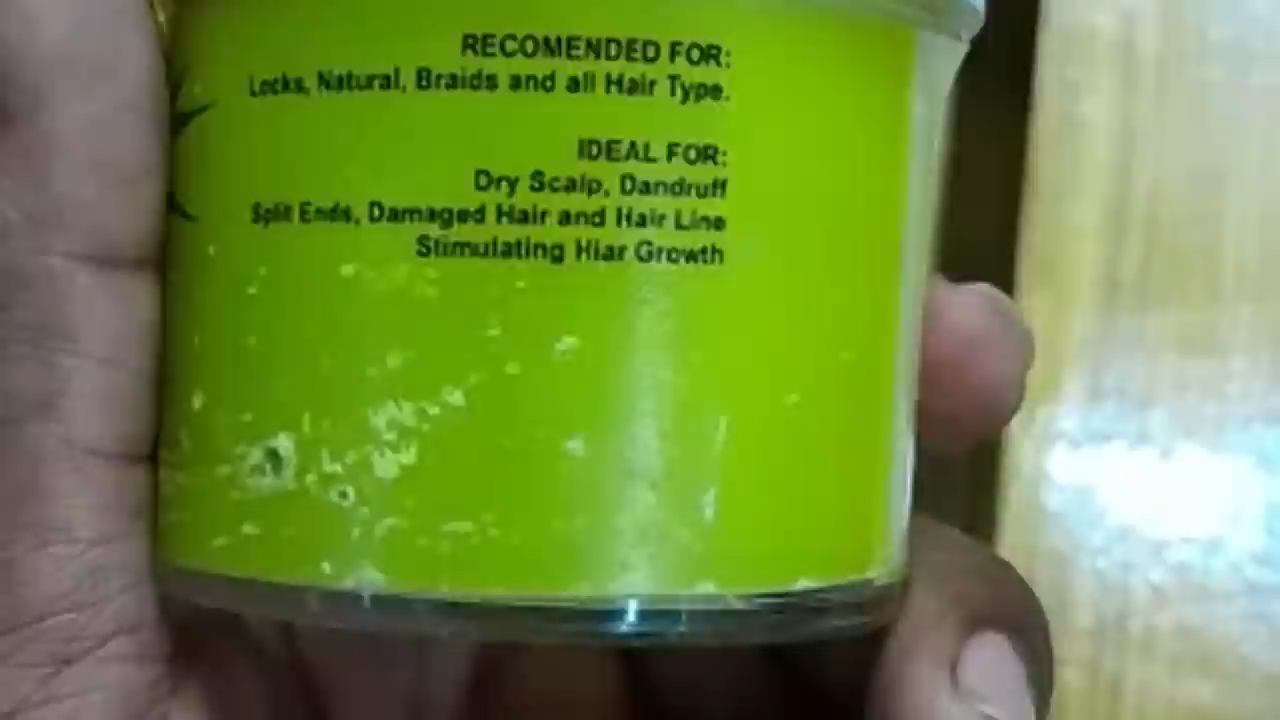 RECOMENDED FOR:
Locks, Natural, Braids and all Hair Type.
IDEAL FOR:
Dry Scalp, Dandruff
Split Ends, Damaged Hair and Hair Line
Stimulating Hiar Growth